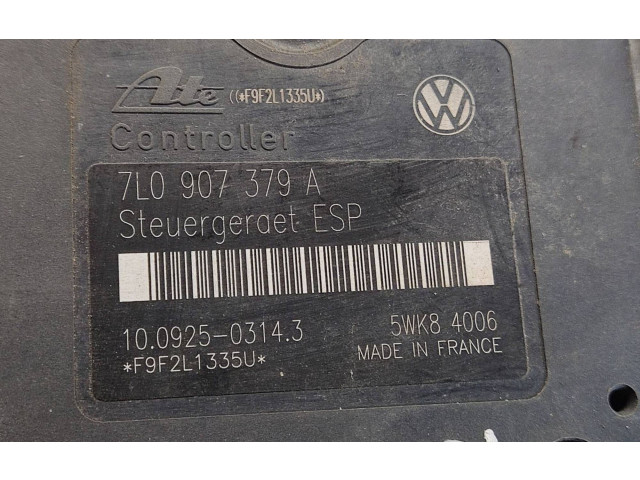 Ate ((*F9F2L1335U*)
Controller
7L0 907 379 A
Steuergeraet ESP
10.0925-0314.3 5WK8 4006
*F9F2L1335U* MADE IN FRANCE